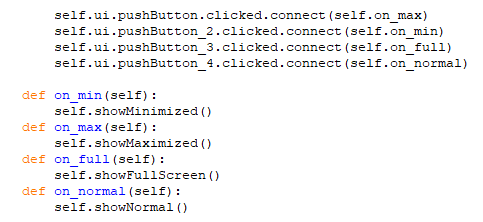 self.ui.pushButton.clicked.connect(self.on_max)
self.ui.pushButton_2.clicked.connect(self.on_min)
self.ui.pushButton_3.clicked.connect(self.on_full)
self.ui.pushButton_4.clicked.connect(self.on_normal)
def on_min(self):
self.showMinimized()
def on_max(self):
self.showMaximized()
def on_full(self):
self.showFullScreen()
def on_normal(self):
self.showNormal()